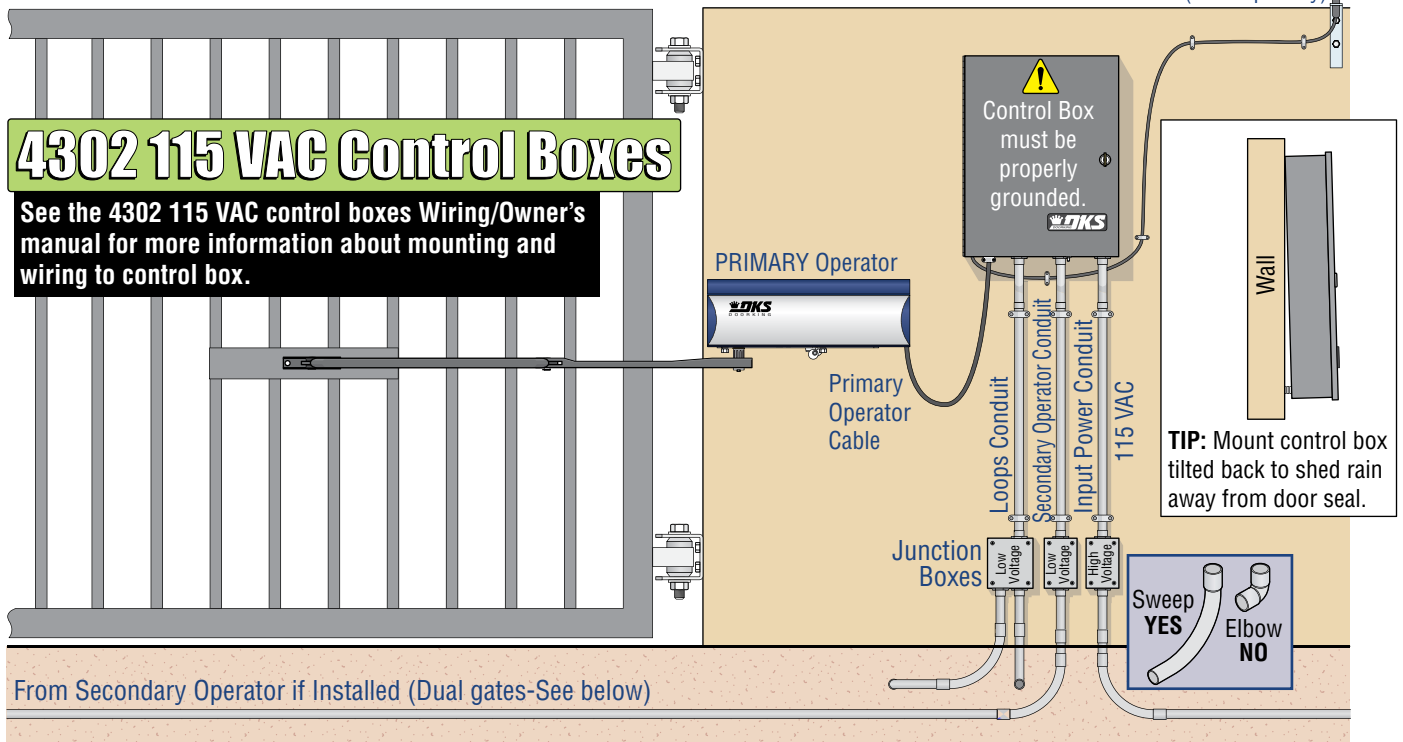 4302 115 VAC Control Boxes
See the 4302 115 VAC control boxes Wiring/Owner's
manual for more information about mounting and
wiring to control box.
Control Box
must be
properly
grounded.
DKS
PRIMARY Operator
DKS
DOORKING
Primary
Operator
Cable
Loops Conduit
Secondary Operator Conduit
Input Power Conduit
115 VAC
Wall
TIP: Mount control box
tilted back to shed rain
away from door seal.
Junction
Boxes
Low
Voltage
Low
Voltage
High
Voltage
Sweep
YES
Elbow
NO
From Secondary Operator if Installed (Dual gates-See below)